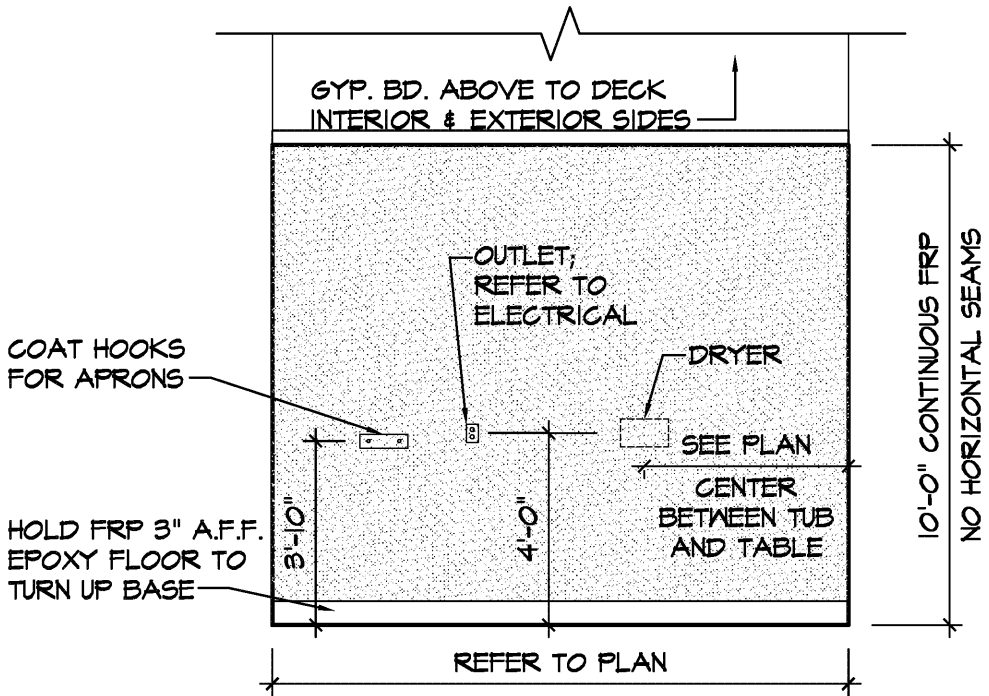 GYP. BD. ABOVE TO DECK
INTERIOR & EXTERIOR SIDES
OUTLET;
REFER TO
ELECTRICAL
COAT HOOKS
FOR APRONS
DRYER
SEE PLAN
CENTER
BETWEEN TUB
AND TABLE
3'-10"
4'-0"
HOLD FRP 3" A.F.F.
EPOXY FLOOR TO
TURN UP BASE
10'-0" CONTINUOUS FRP
NO HORIZONTAL SEAMS
REFER TO PLAN